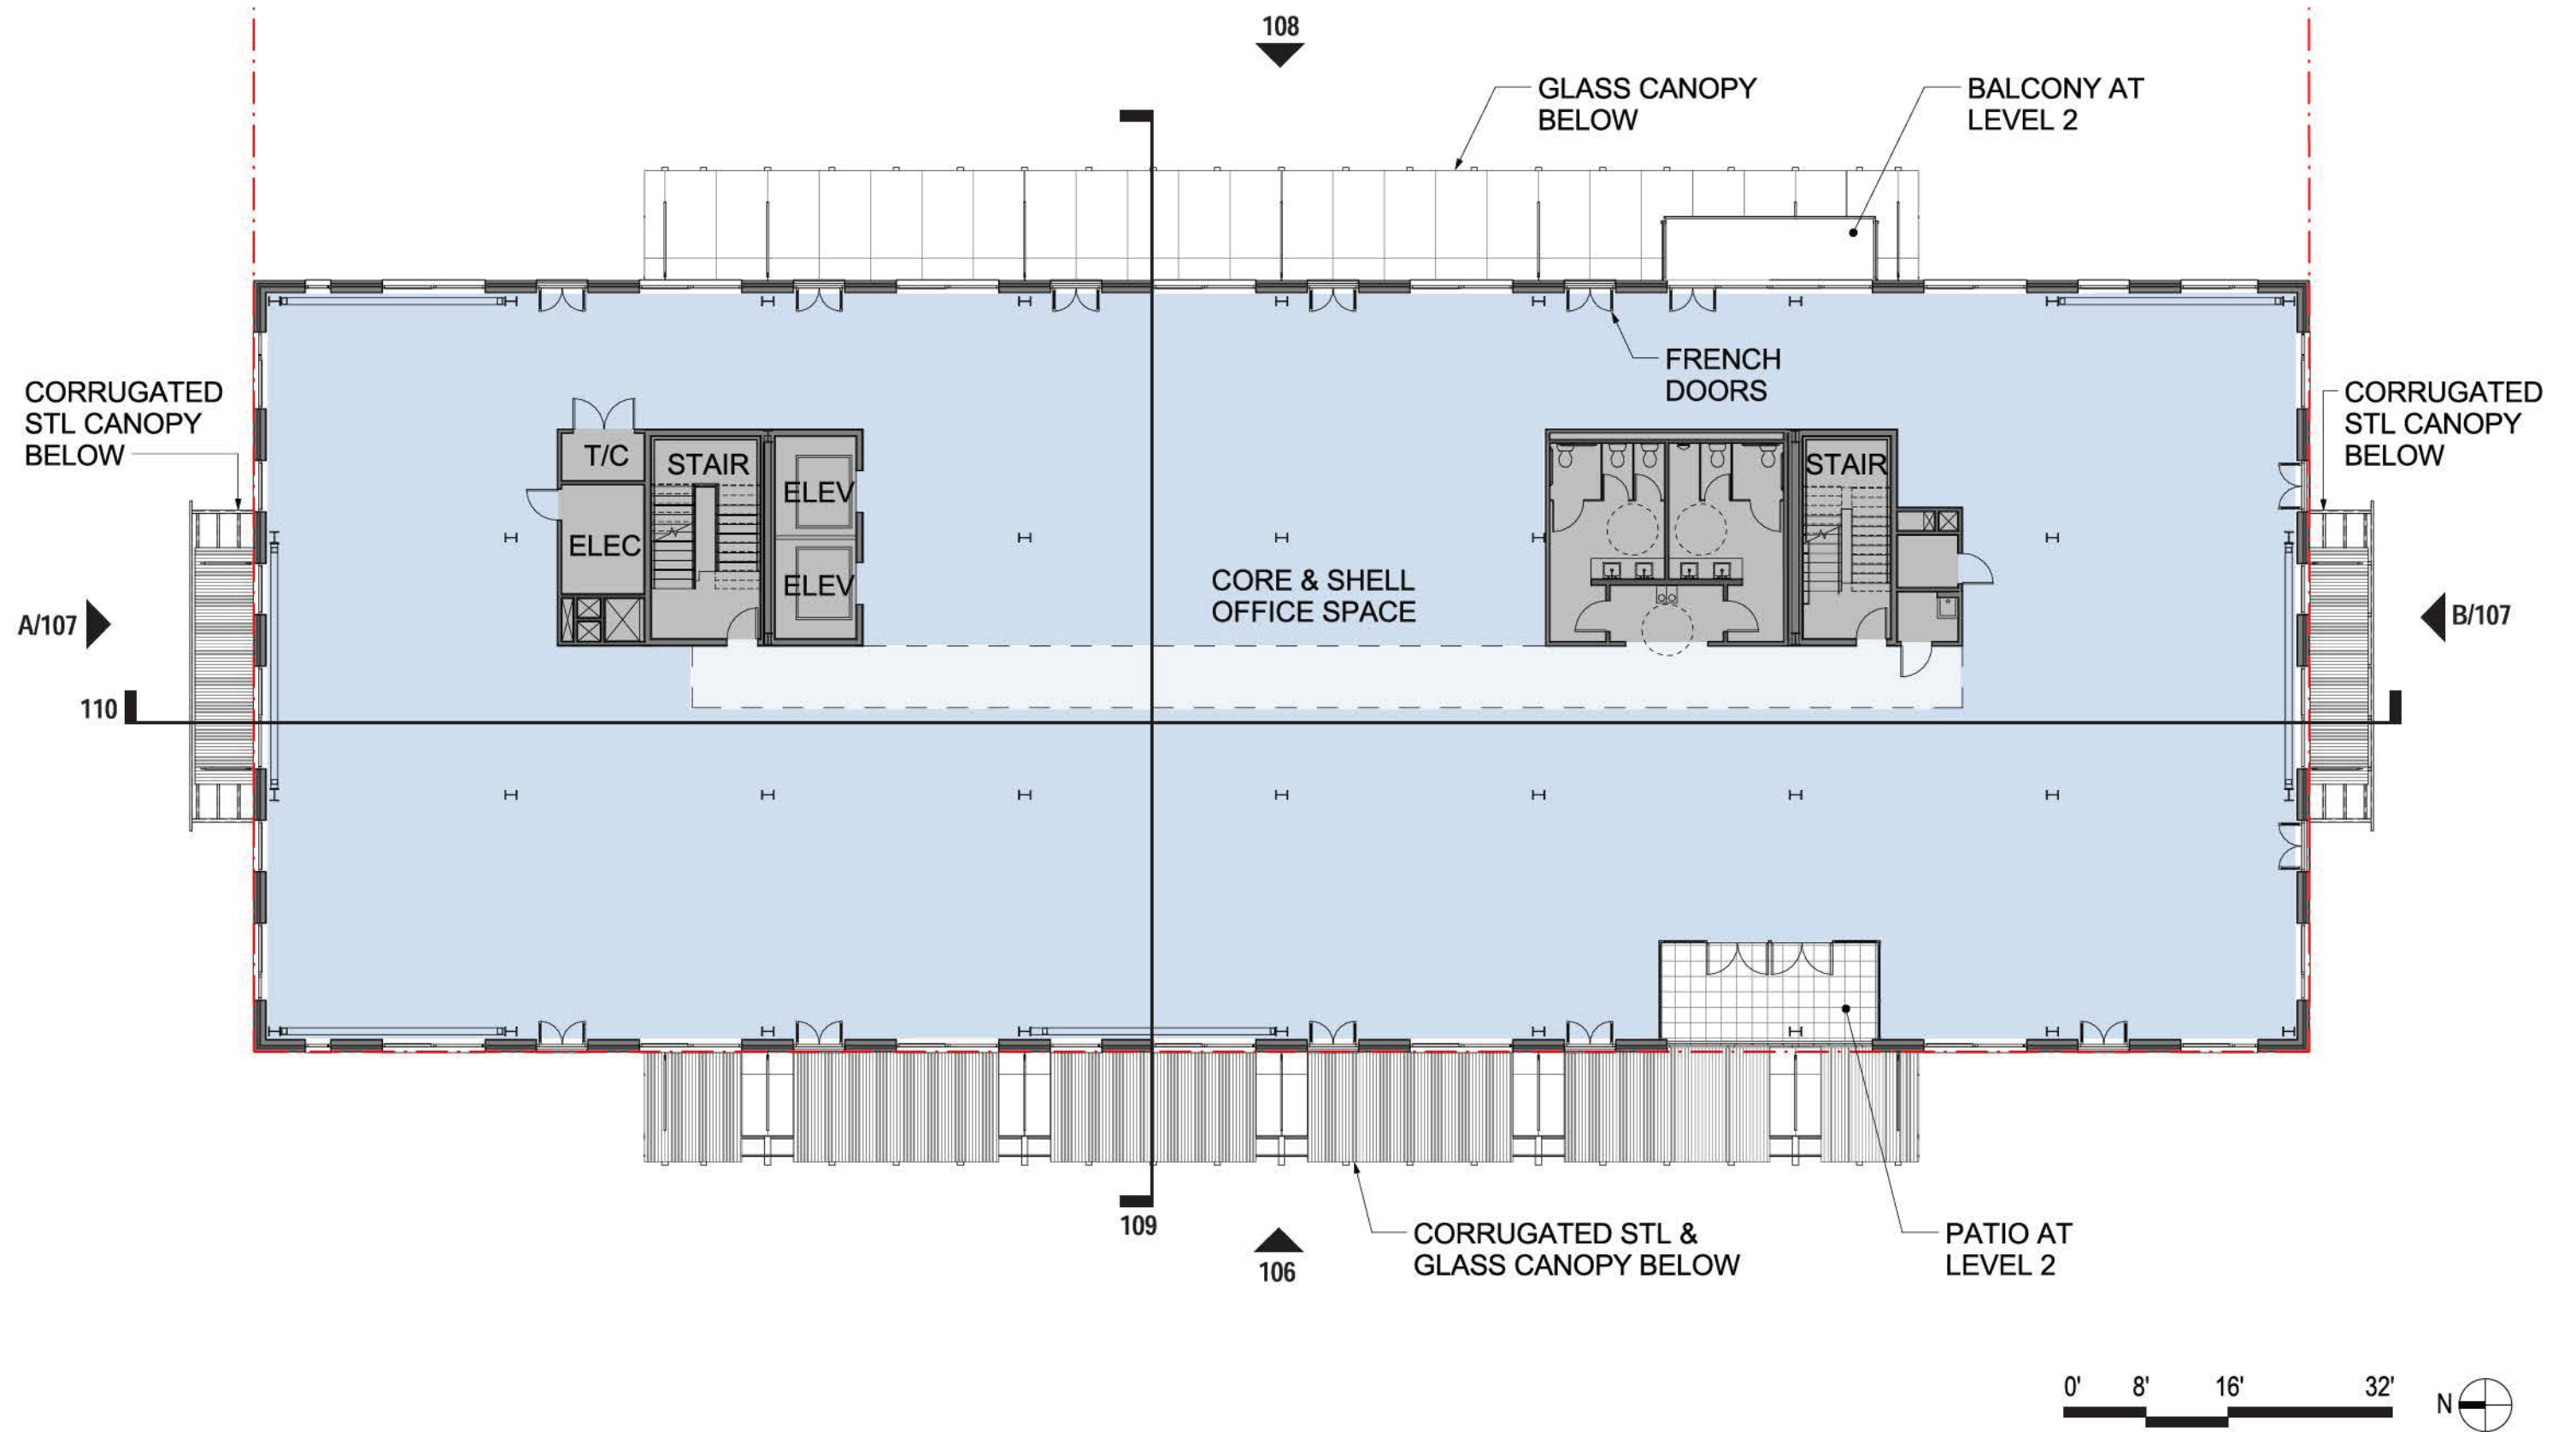 108
GLASS CANOPY
BELOW
BALCONY AT
LEVEL 2
FRENCH
DOORS
CORRUGATED
STL CANOPY
BELOW
CORRUGATED
STL CANOPY
BELOW
T/C
STAIR
ELEV
STAIR
ELEC
ELEV
CORE & SHELL
OFFICE SPACE
A/107
B/107
110
109
106
CORRUGATED STL &
GLASS CANOPY BELOW
PATIO AT
LEVEL 2
0' 8' 16' 32'
N